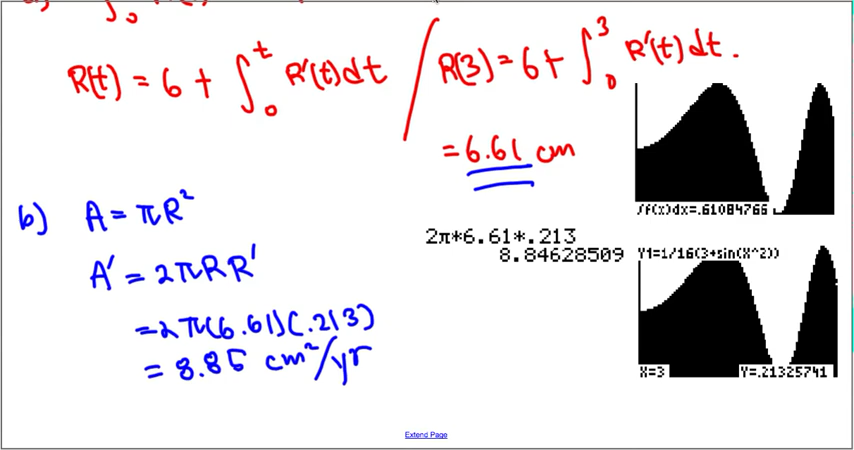 R(t) = 6 + ∫₀ᵗ R'(t)dt / R(3) = 6 + ∫₀³ R'(t)dt.
= 6.61 cm
∫f(x)dx=.61084766
b) A = πR²
A' = 2πRR'
= 2π(6.61)(.213)
= 8.85 cm²/yr
2π*6.61*.213
8.84628509
Y1=1/16(3+sin(X^2))
X=3 Y=.21325741
Extend Page